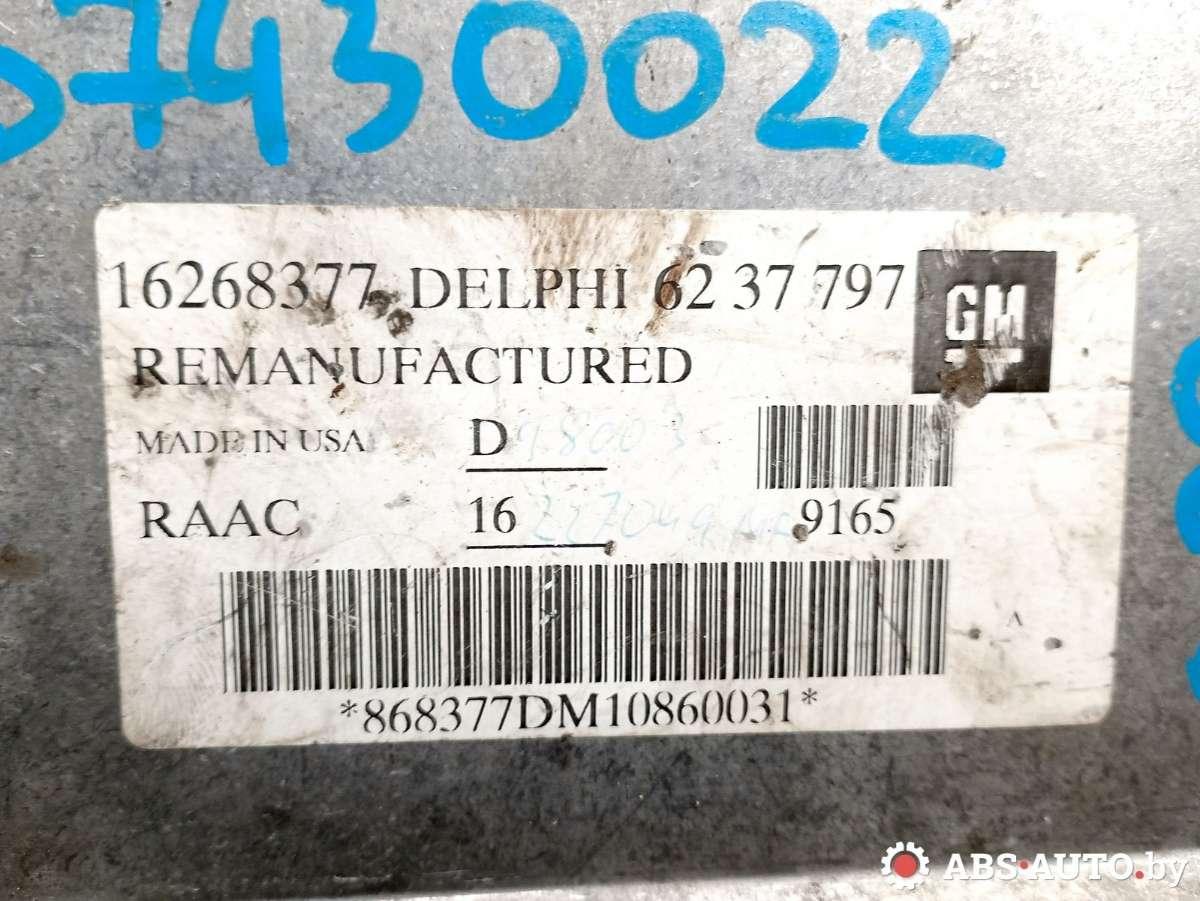 7430022
16268377 DELPHI 62 37 797
GM
REMANUFACTURED
MADE IN USA D
RAAC 16 9165
*868377DM10860031*
A
ABS-AUTO.by